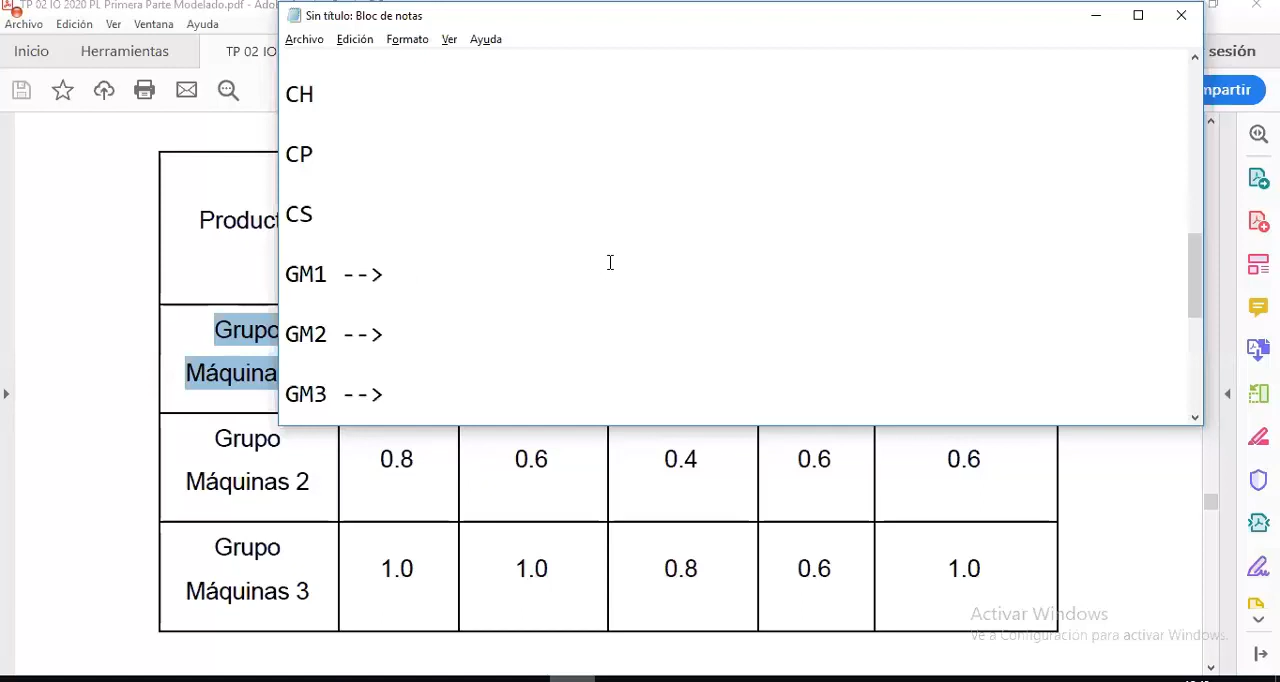 TP 02 IO 2020 PL Primera Parte Modelado.pdf - Adob
Archivo Edición Ver Ventana Ayuda
Inicio Herramientas TP 02 IO
sesión
mpartir
Sin título: Bloc de notas
Archivo Edición Formato Ver Ayuda
CH
CP
CS
GM1 -->
GM2 -->
GM3 -->
Product
Grupo
Máquina
Grupo
Máquinas 2
0.8 0.6 0.4 0.6 0.6
Grupo
Máquinas 3
1.0 1.0 0.8 0.6 1.0
Activar Windows
Ve a Configuración para activar Windows.